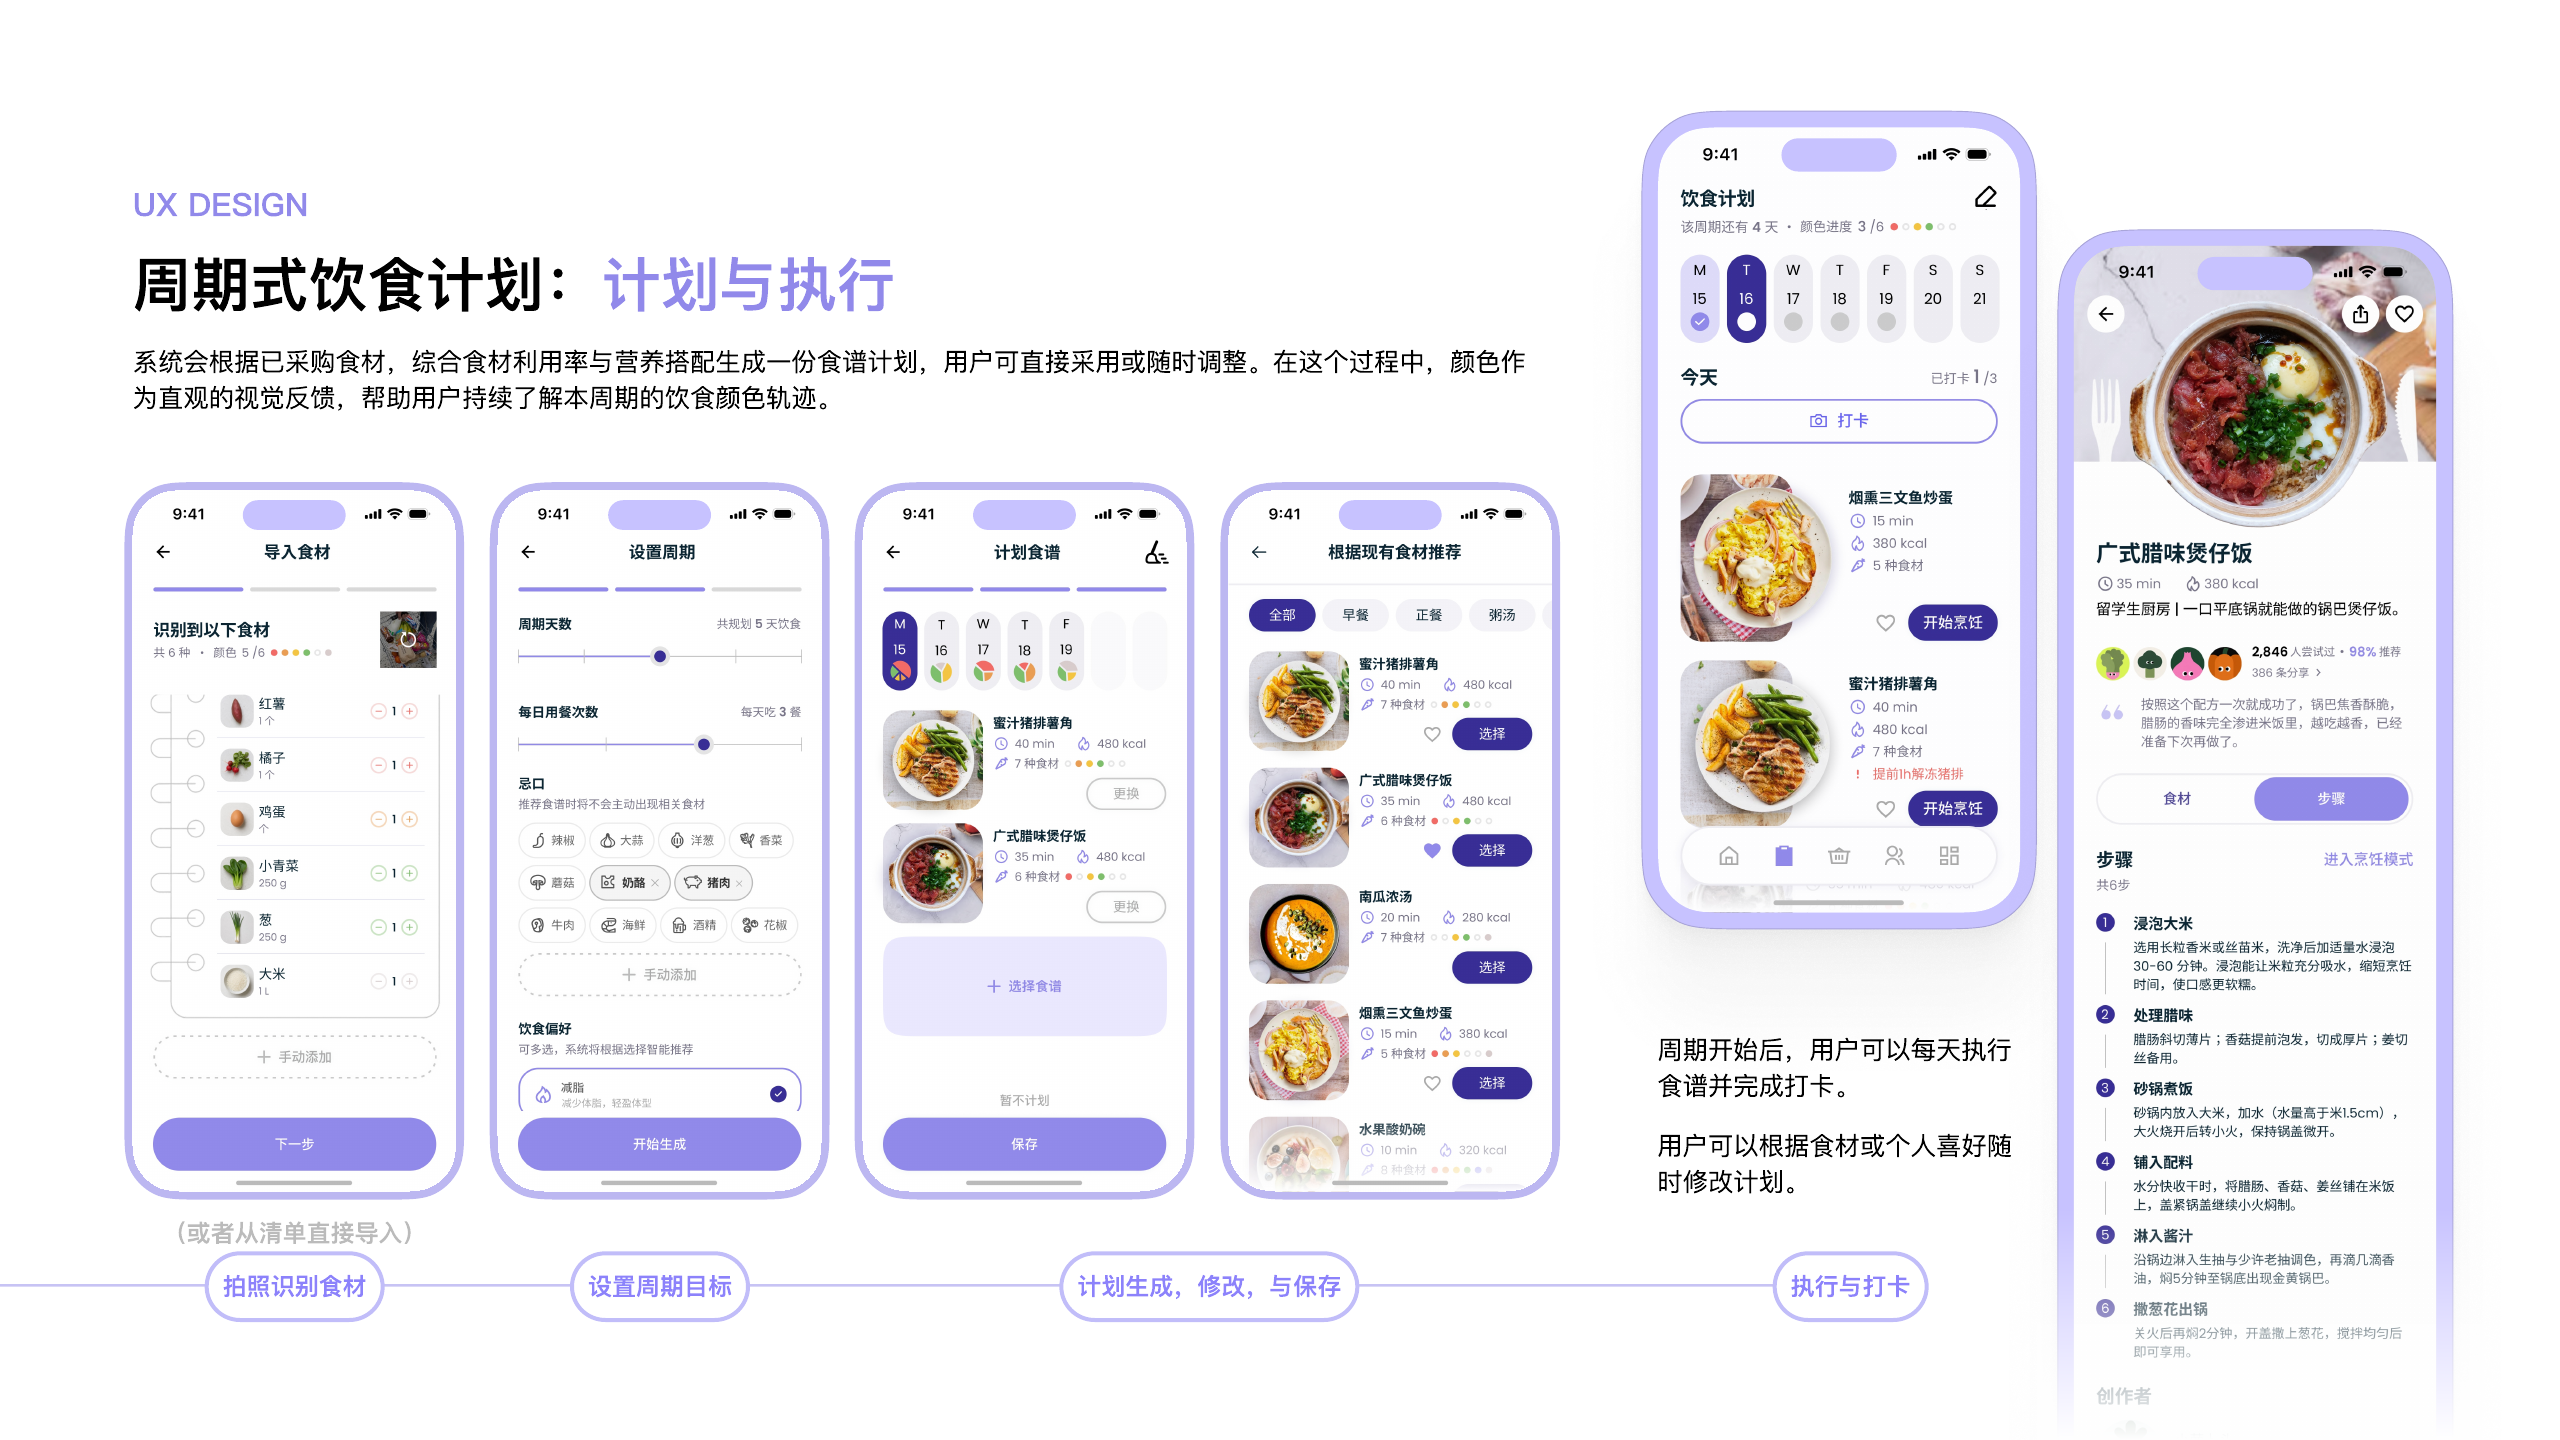 UX DESIGN
周期式饮食计划：计划与执行
系统会根据已采购食材，综合食材利用率与营养搭配生成一份食谱计划，用户可直接采用或随时调整。在这个过程中，颜色作
为直观的视觉反馈，帮助用户持续了解本周期的饮食颜色轨迹。
9:41
导入食材
识别到以下食材
共 6 种 · 颜色 5 /6
红薯
1 个
1
橘子
1 个
1
鸡蛋
个
1
小青菜
250 g
1
葱
250 g
1
大米
1 L
1
手动添加
下一步
（或者从清单直接导入）
拍照识别食材
9:41
设置周期
周期天数
共规划 5 天饮食
每日用餐次数
每天吃 3 餐
忌口
推荐食谱时将不会主动出现相关食材
辣椒 大蒜 洋葱 香菜
蘑菇 奶酪 猪肉
牛肉 海鲜 酒精 花椒
手动添加
饮食偏好
可多选，系统将根据选择智能推荐
减脂
减少体脂，轻盈体型
开始生成
设置周期目标
9:41
计划食谱
M T W T F
15 16 17 18 19
蜜汁猪排薯角
40 min 480 kcal
7 种食材
更换
广式腊味煲仔饭
35 min 480 kcal
6 种食材
更换
选择食谱
暂不计划
保存
9:41
根据现有食材推荐
全部 早餐 正餐 粥汤
蜜汁猪排薯角
40 min 480 kcal
7 种食材
选择
广式腊味煲仔饭
35 min 480 kcal
6 种食材
选择
南瓜浓汤
20 min 280 kcal
7 种食材
选择
烟熏三文鱼炒蛋
15 min 380 kcal
5 种食材
选择
水果酸奶碗
10 min 320 kcal
8 种食材
计划生成，修改，与保存
9:41
饮食计划
该周期还有 4 天 · 颜色进度 3 /6
M T W T F S S
15 16 17 18 19 20 21
今天
已打卡 1 /3
打卡
烟熏三文鱼炒蛋
15 min
380 kcal
5 种食材
开始烹饪
蜜汁猪排薯角
40 min
480 kcal
7 种食材
! 提前1h解冻猪排
开始烹饪
周期开始后，用户可以每天执行
食谱并完成打卡。
用户可以根据食材或个人喜好随
时修改计划。
执行与打卡
9:41
广式腊味煲仔饭
35 min 380 kcal
留学生厨房 | 一口平底锅就能做的锅巴煲仔饭。
2,846 人尝试过 • 98% 推荐
386 条分享 >
按照这个配方一次就成功了，锅巴焦香酥脆，
腊肠的香味完全渗进米饭里，越吃越香，已经
准备下次再做了。
食材 步骤
步骤
进入烹饪模式
共6步
1 浸泡大米
选用长粒香米或丝苗米，洗净后加适量水浸泡
30-60 分钟。浸泡能让米粒充分吸水，缩短烹饪
时间，使口感更软糯。
2 处理腊味
腊肠斜切薄片；香菇提前泡发，切成厚片；姜切
丝备用。
3 砂锅煮饭
砂锅内放入大米，加水（水量高于米1.5cm），
大火烧开后转小火，保持锅盖微开。
4 铺入配料
水分快收干时，将腊肠、香菇、姜丝铺在米饭
上，盖紧锅盖继续小火焖制。
5 淋入酱汁
沿锅边淋入生抽与少许老抽调色，再滴几滴香
油，焖5分钟至锅底出现金黄锅巴。
6 撒葱花出锅
关火后再焖2分钟，开盖撒上葱花，搅拌均匀后
即可享用。
创作者